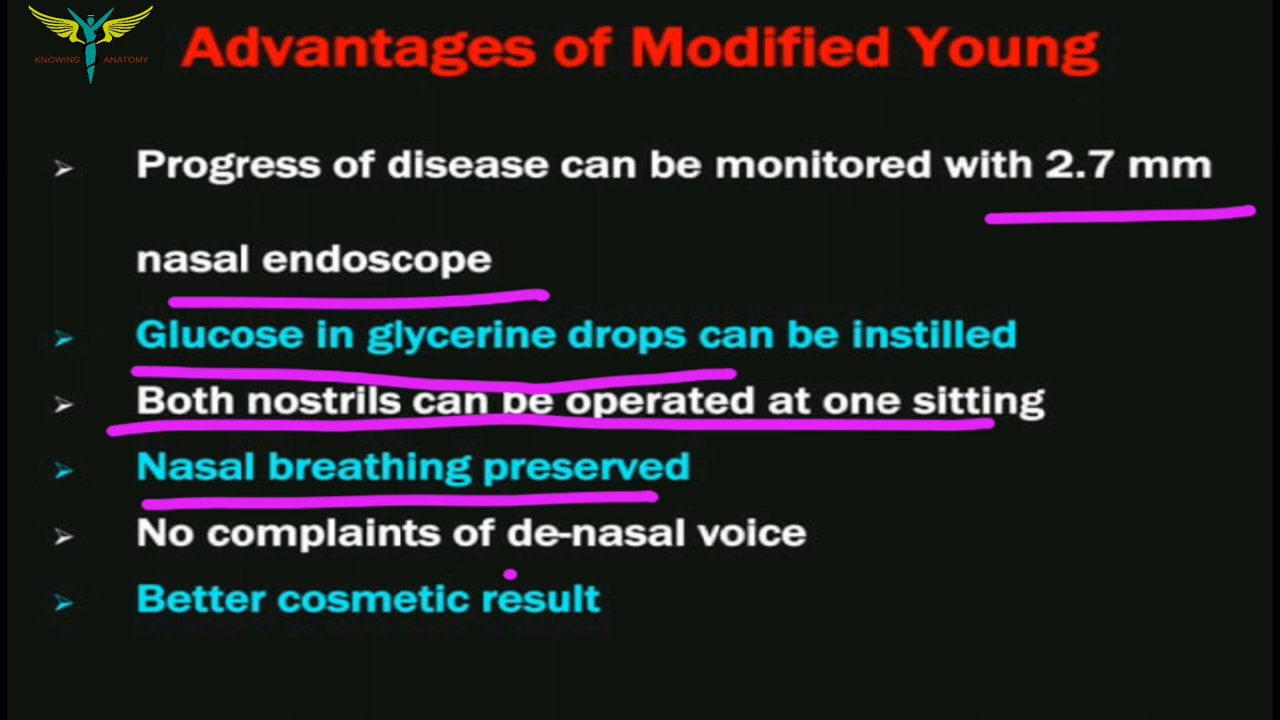 KNOWING ANATOMY
Advantages of Modified Young
Progress of disease can be monitored with 2.7 mm
nasal endoscope
Glucose in glycerine drops can be instilled
Both nostrils can be operated at one sitting
Nasal breathing preserved
No complaints of de-nasal voice
Better cosmetic result